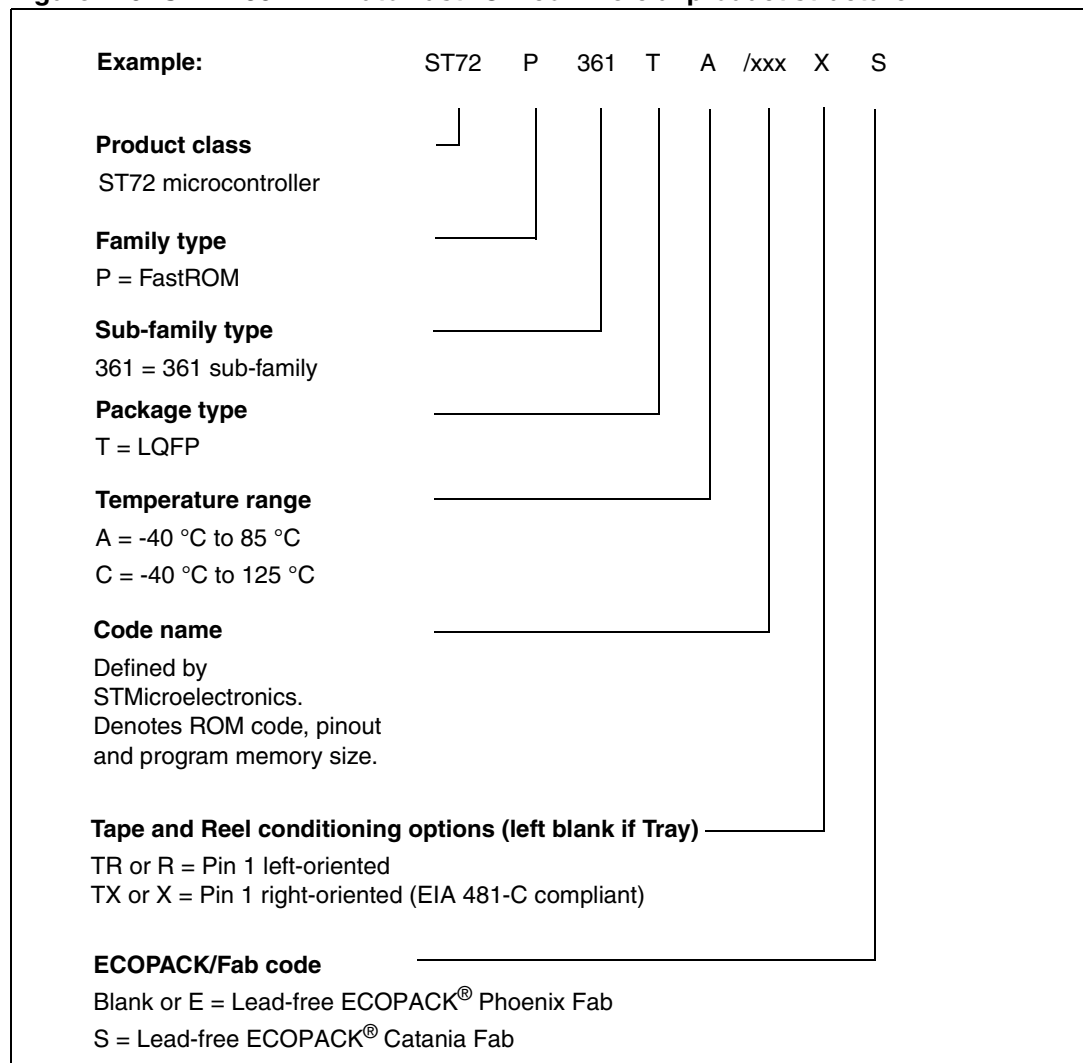 Example: ST72 P 361 T A /xxx X S
Product class
ST72 microcontroller
Family type
P = FastROM
Sub-family type
361 = 361 sub-family
Package type
T = LQFP
Temperature range
A = -40 °C to 85 °C
C = -40 °C to 125 °C
Code name
Defined by
STMicroelectronics.
Denotes ROM code, pinout
and program memory size.
Tape and Reel conditioning options (left blank if Tray)
TR or R = Pin 1 left-oriented
TX or X = Pin 1 right-oriented (EIA 481-C compliant)
ECOPACK/Fab code
Blank or E = Lead-free ECOPACK® Phoenix Fab
S = Lead-free ECOPACK® Catania Fab